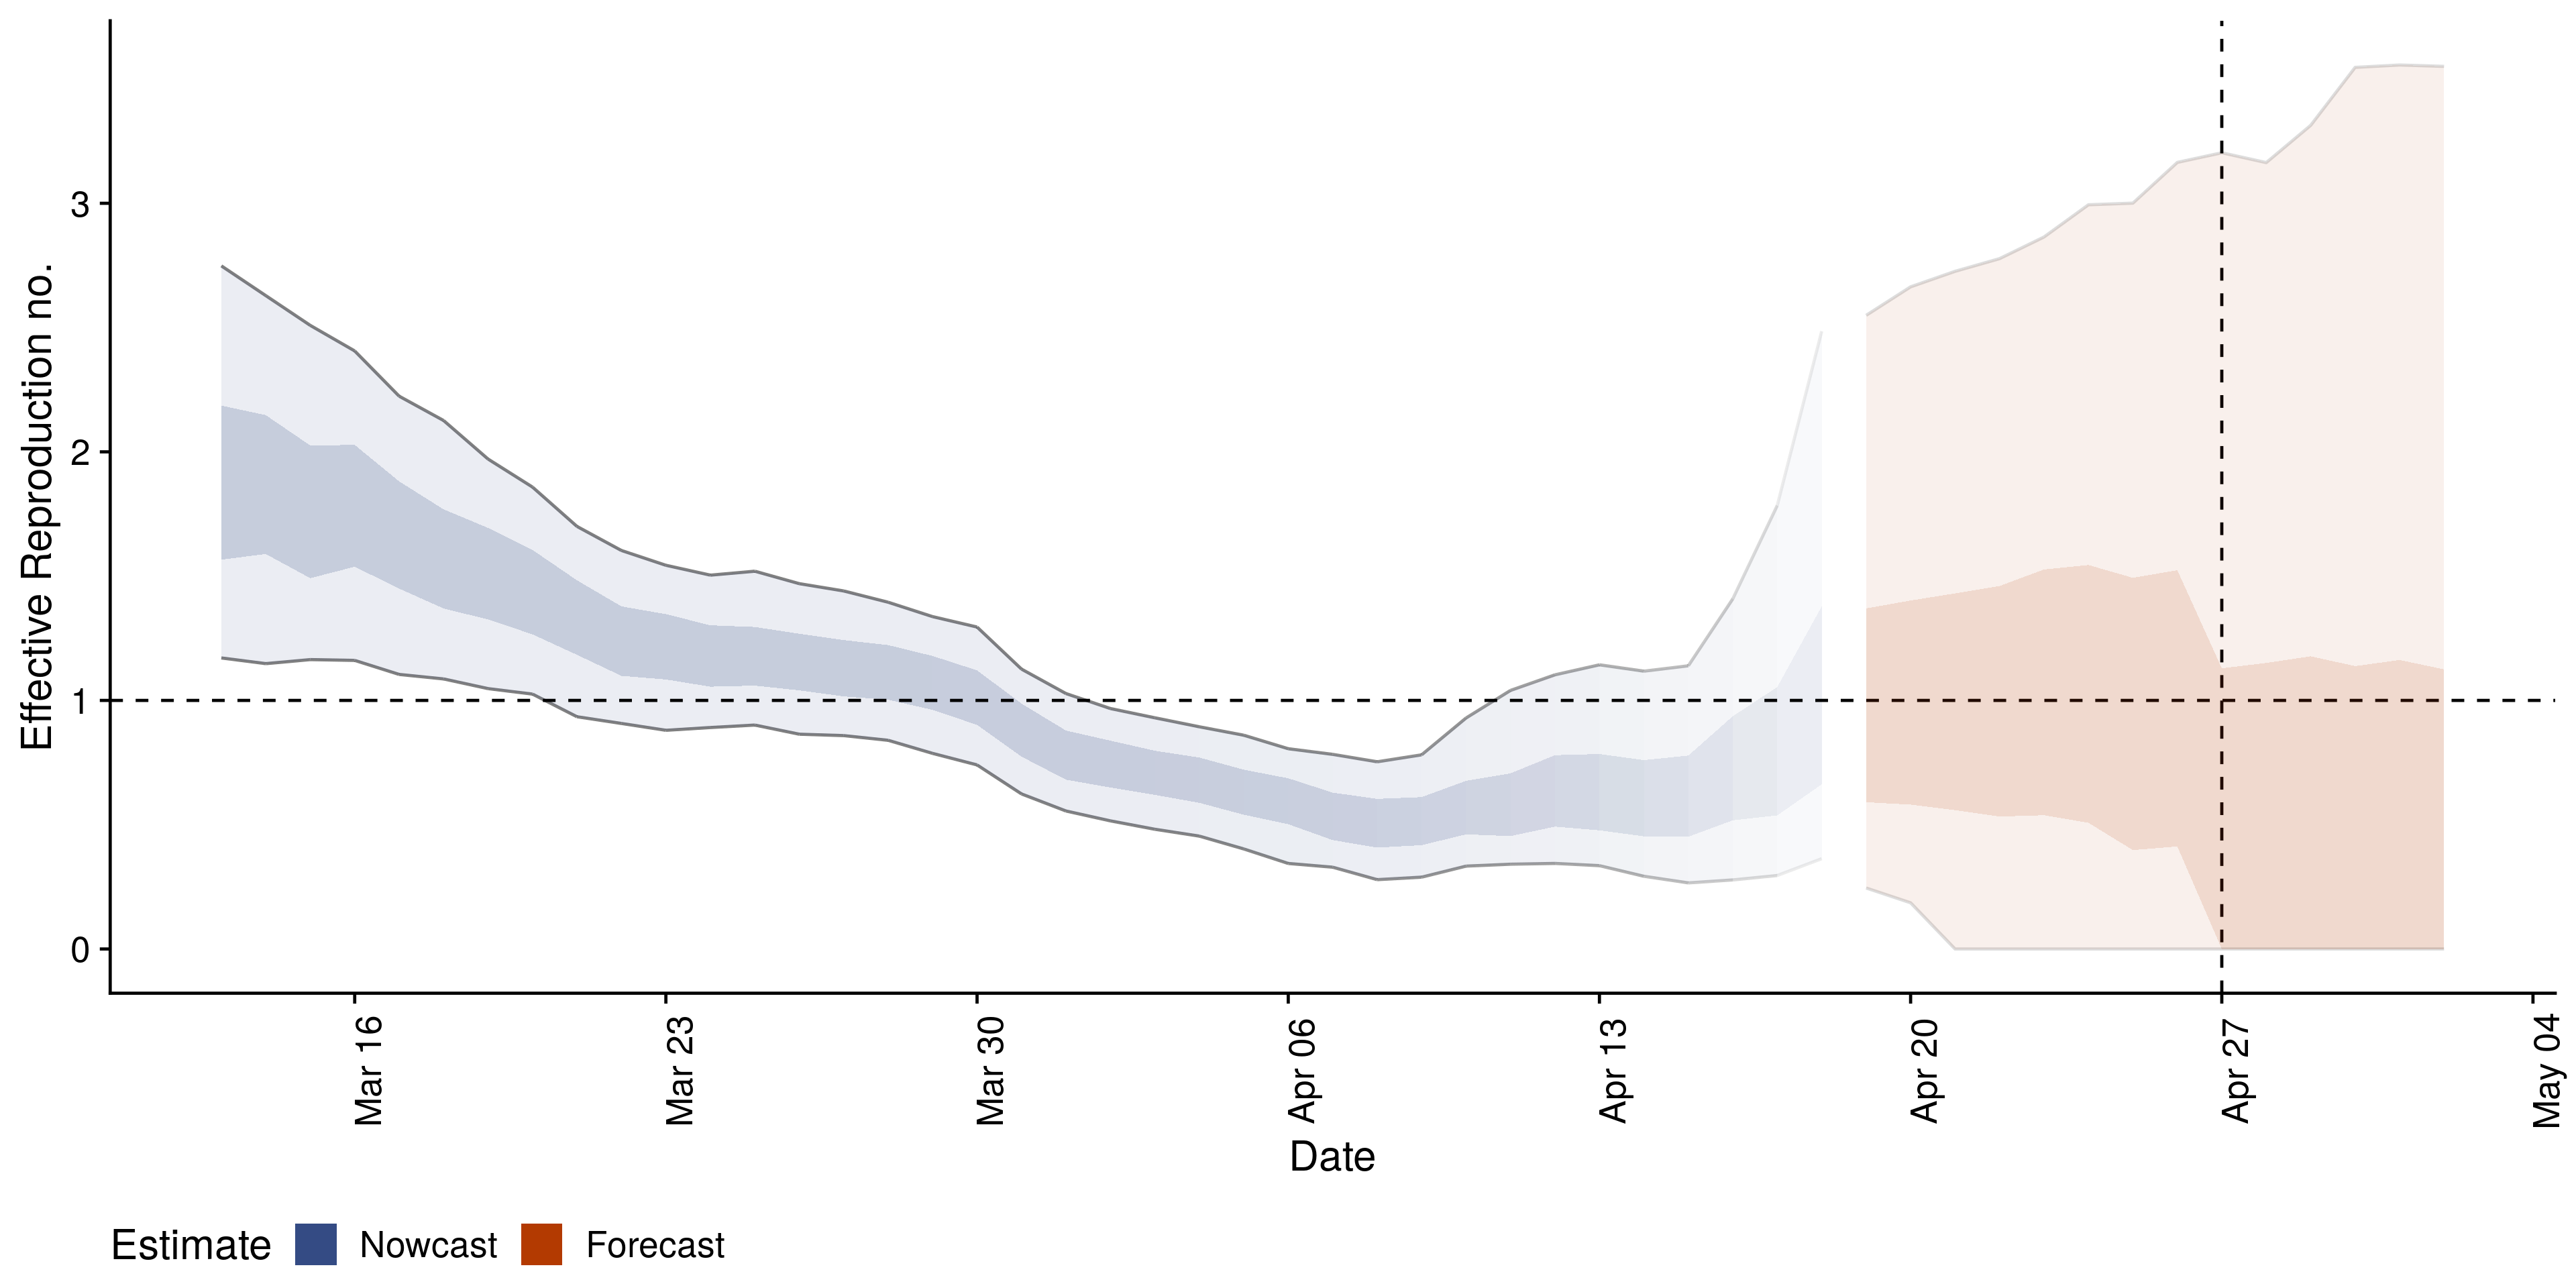 Effective Reproduction no.
3
2
1
0
Mar 16
Mar 23
Mar 30
Apr 06
Apr 13
Apr 20
Apr 27
May 04
Date
Estimate Nowcast Forecast